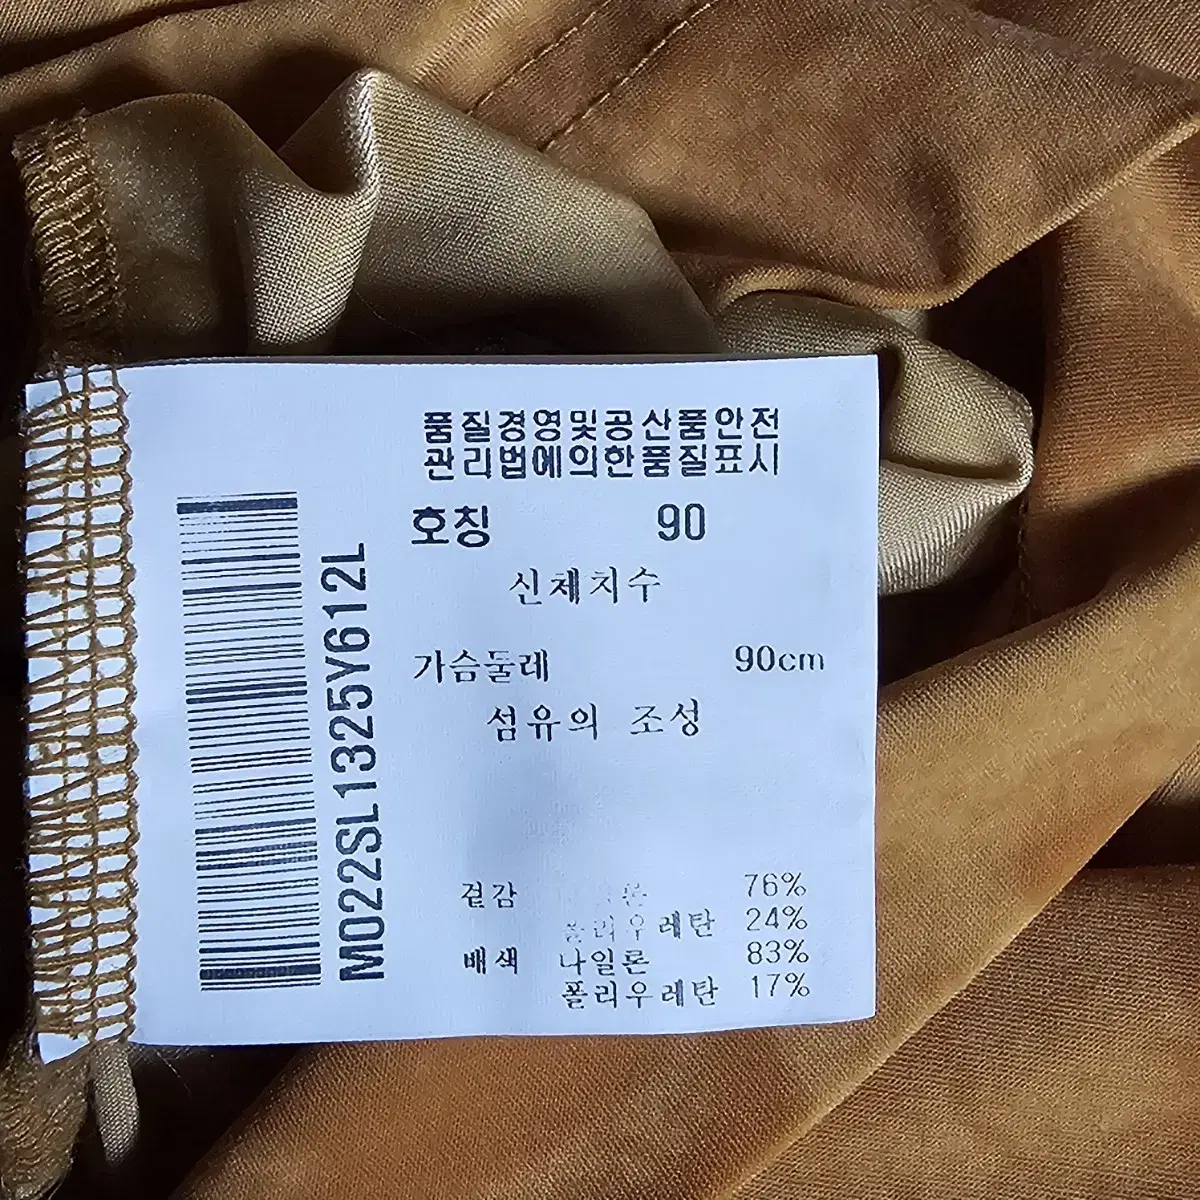 품질경영및공산품안전
관리법에의한품질표시
호칭 90
신체치수
가슴둘레 90cm
섬유의 조성
겉감 76%
폴리우레탄 24%
배색 나일론 83%
폴리우레탄 17%
M022SL1325Y612L